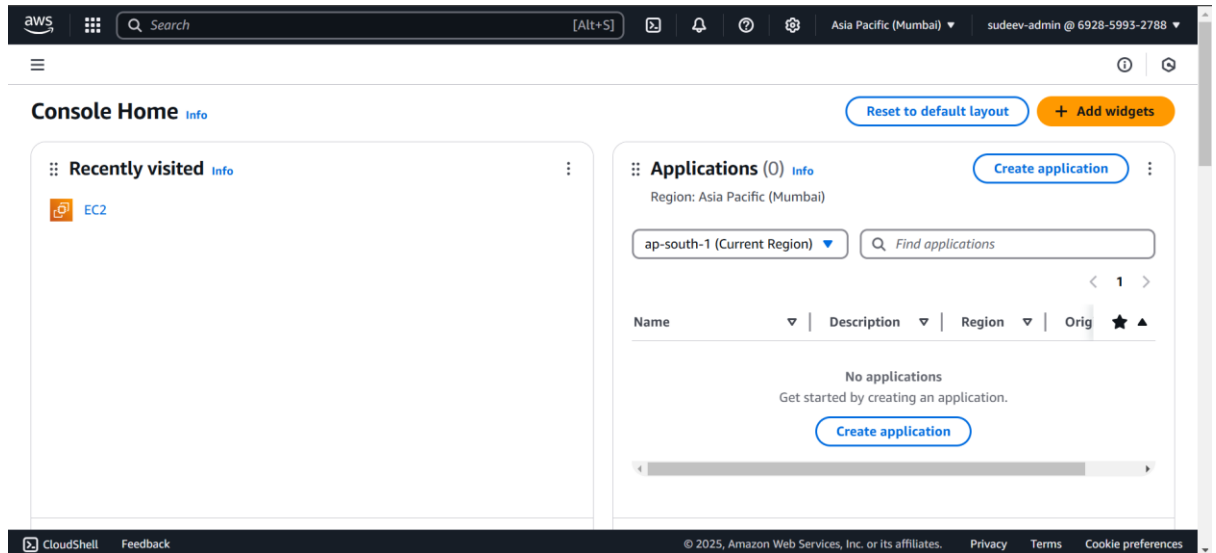 aws
Search [Alt+S]
Asia Pacific (Mumbai)
sudeev-admin @ 6928-5993-2788
Console Home Info
Reset to default layout
+ Add widgets
Recently visited Info
EC2
Applications (0) Info
Create application
Region: Asia Pacific (Mumbai)
ap-south-1 (Current Region)
Find applications
1
Name Description Region Orig
No applications
Get started by creating an application.
Create application
CloudShell Feedback
© 2025, Amazon Web Services, Inc. or its affiliates. Privacy Terms Cookie preferences